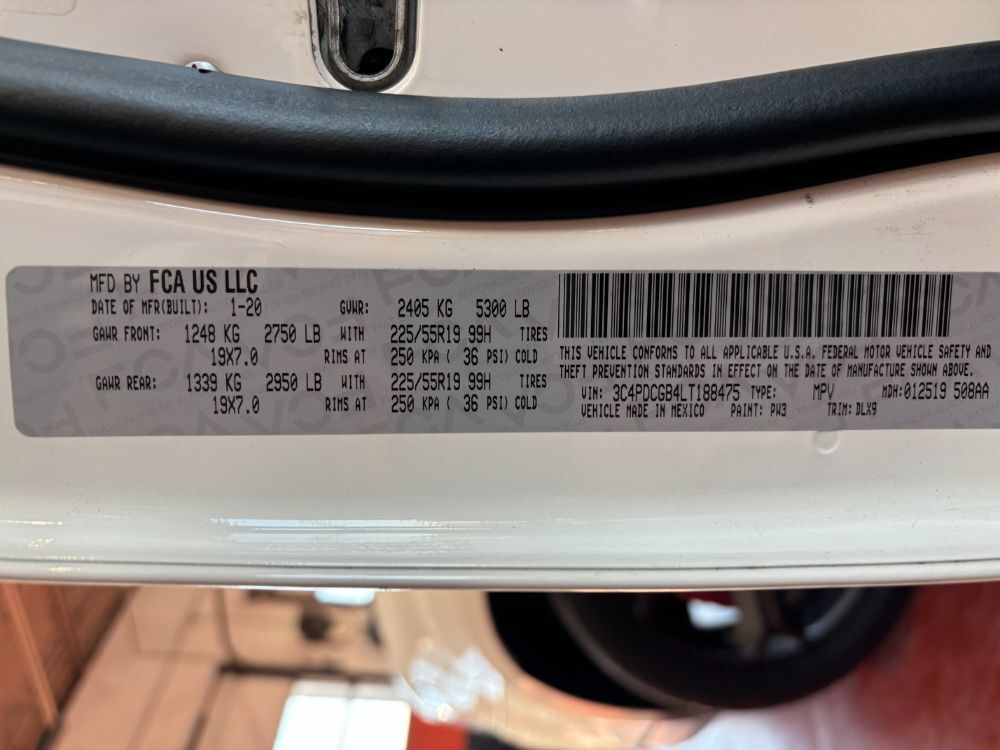 MFD BY FCA US LLC
DATE OF MFR(BUILT): 1-20 GVWR: 2405 KG 5300 LB
GAWR FRONT: 1248 KG 2750 LB WITH 225/55R19 99H TIRES
19X7.0 RIMS AT 250 KPA ( 36 PSI) COLD
GAWR REAR: 1339 KG 2950 LB WITH 225/55R19 99H TIRES
19X7.0 RIMS AT 250 KPA ( 36 PSI) COLD
THIS VEHICLE CONFORMS TO ALL APPLICABLE U.S.A. FEDERAL MOTOR VEHICLE SAFETY AND
THEFT PREVENTION STANDARDS IN EFFECT ON THE DATE OF MANUFACTURE SHOWN ABOVE.
VIN: 3C4PDCGB4LT188475 TYPE: MPV MDH:012519 508AA
VEHICLE MADE IN MEXICO PAINT: PW3 TRIM: DLX9